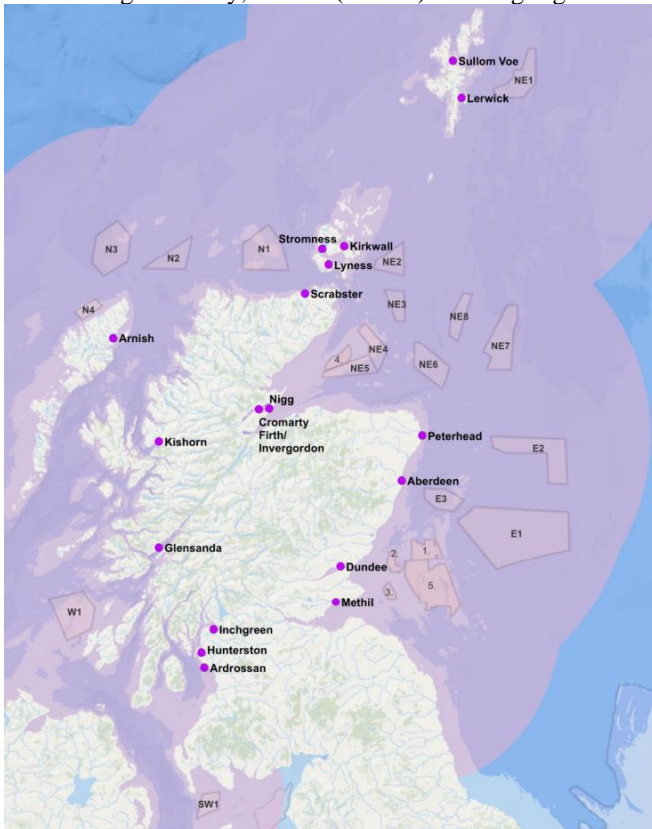 Sullom Voe
NE1
Lerwick
Stromness
Kirkwall
N3
N2
N1
Lyness
NE2
Scrabster
N4
NE3
NE8
Arnish
NE4
NE7
4.
NE5
NE6
Nigg
Cromarty
Firth/
Invergordon
Peterhead
Kishorn
E2
Aberdeen
E3
E1
Glensanda
2.
1.
Dundee
5.
3.
Methil
W1
Inchgreen
Hunterston
Ardrossan
SW1